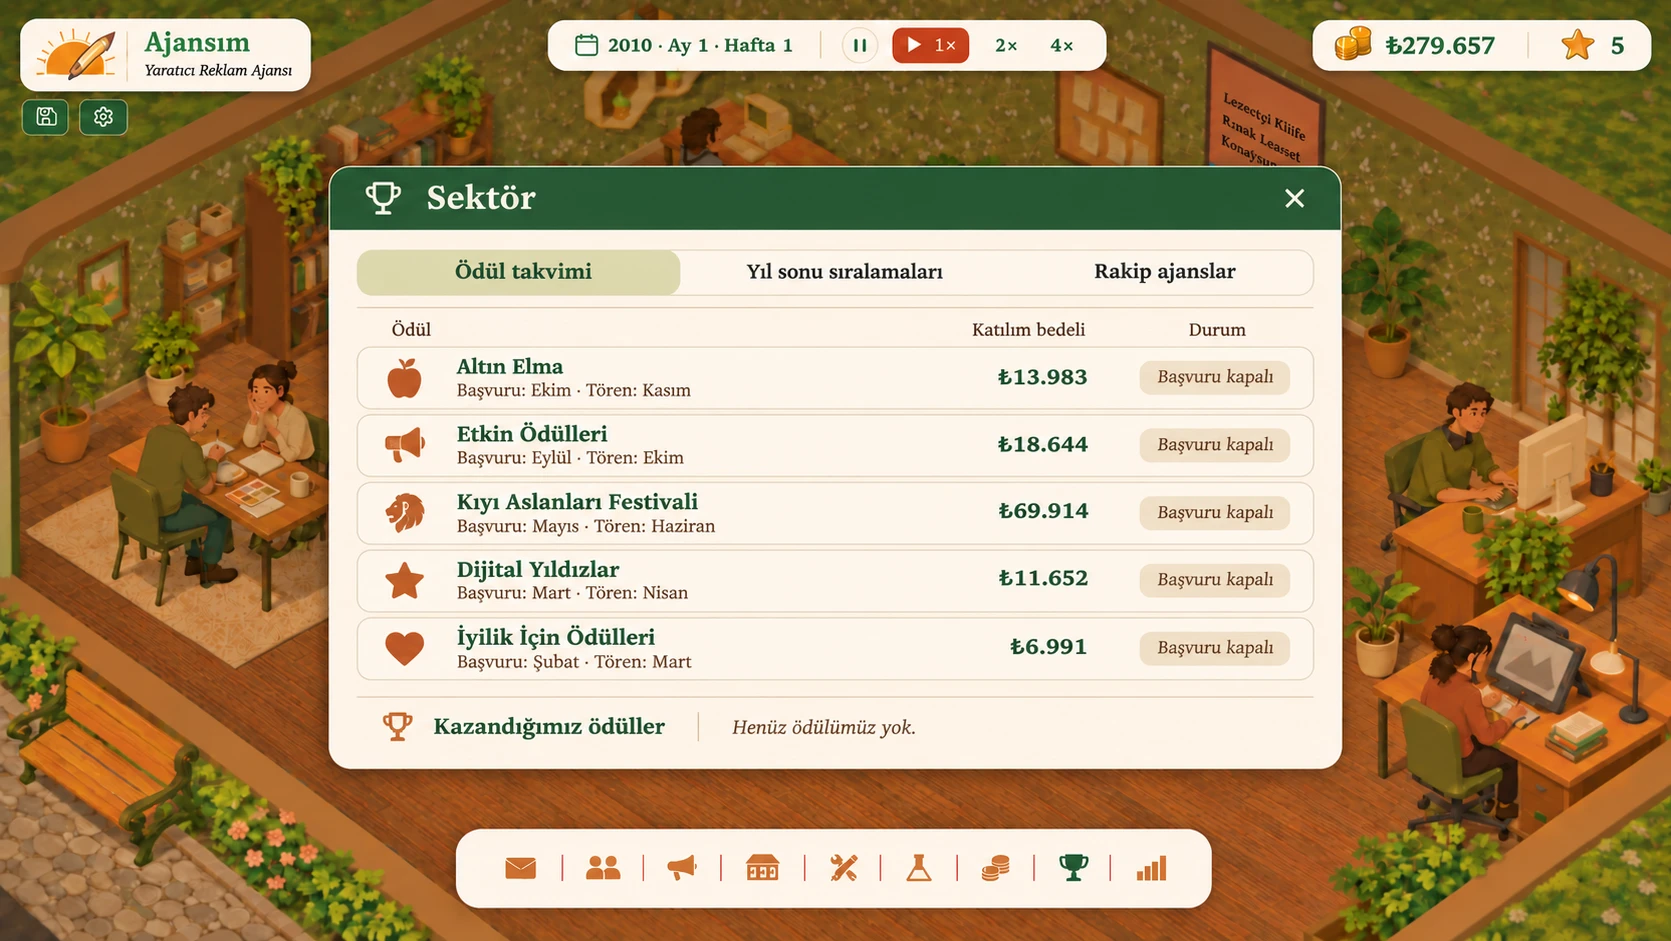 Ajansım
Yaratıcı Reklam Ajansı
2010 · Ay 1 · Hafta 1
1×
2×
4×
₺279.657
5
Lezectçi Kliife
Rınak Leasset
Sektör
Ödül takvimi
Yıl sonu sıralamaları
Rakip ajanslar
Ödül
Katılım bedeli
Durum
Altın Elma
Başvuru: Ekim · Tören: Kasım
₺13.983
Başvuru kapalı
Etkin Ödülleri
Başvuru: Eylül · Tören: Ekim
₺18.644
Başvuru kapalı
Kıyı Aslanları Festivali
Başvuru: Mayıs · Tören: Haziran
₺69.914
Başvuru kapalı
Dijital Yıldızlar
Başvuru: Mart · Tören: Nisan
₺11.652
Başvuru kapalı
İyilik İçin Ödülleri
Başvuru: Şubat · Tören: Mart
₺6.991
Başvuru kapalı
Kazandığımız ödüller
Henüz ödülümüz yok.